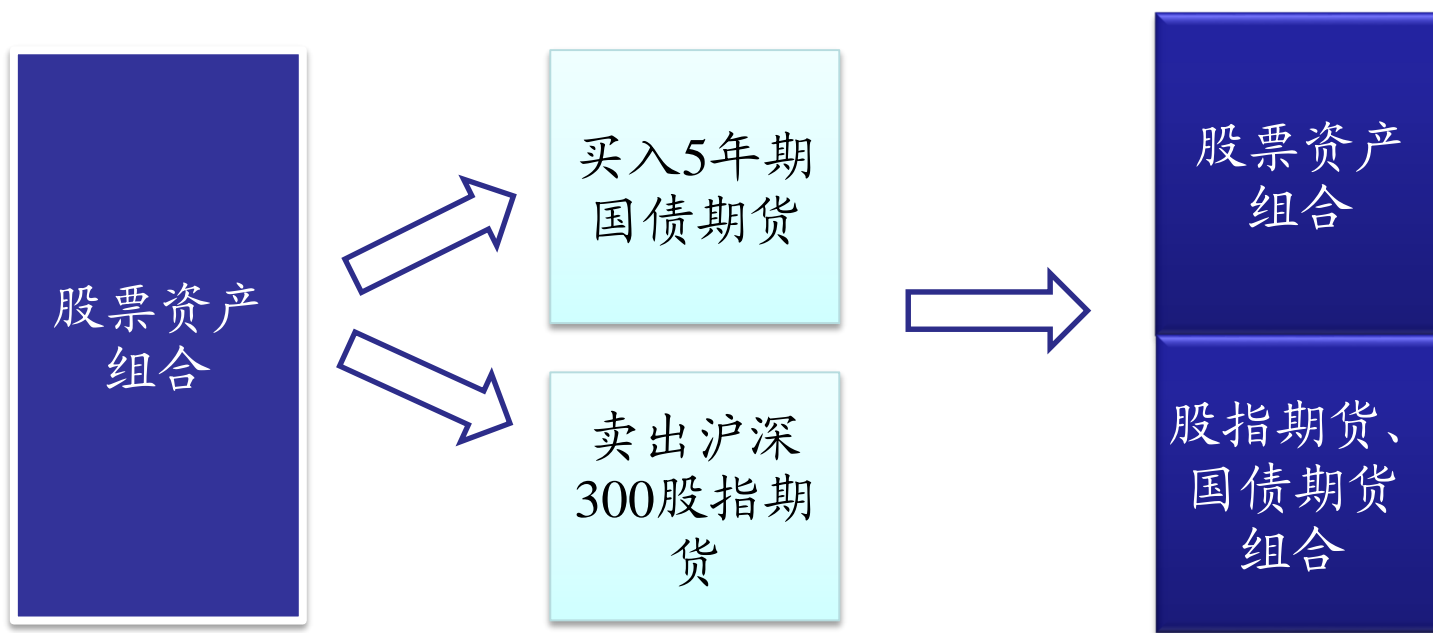 股票资产
组合
买入5年期
国债期货
卖出沪深
300股指期
货
股票资产
组合
股指期货、
国债期货
组合